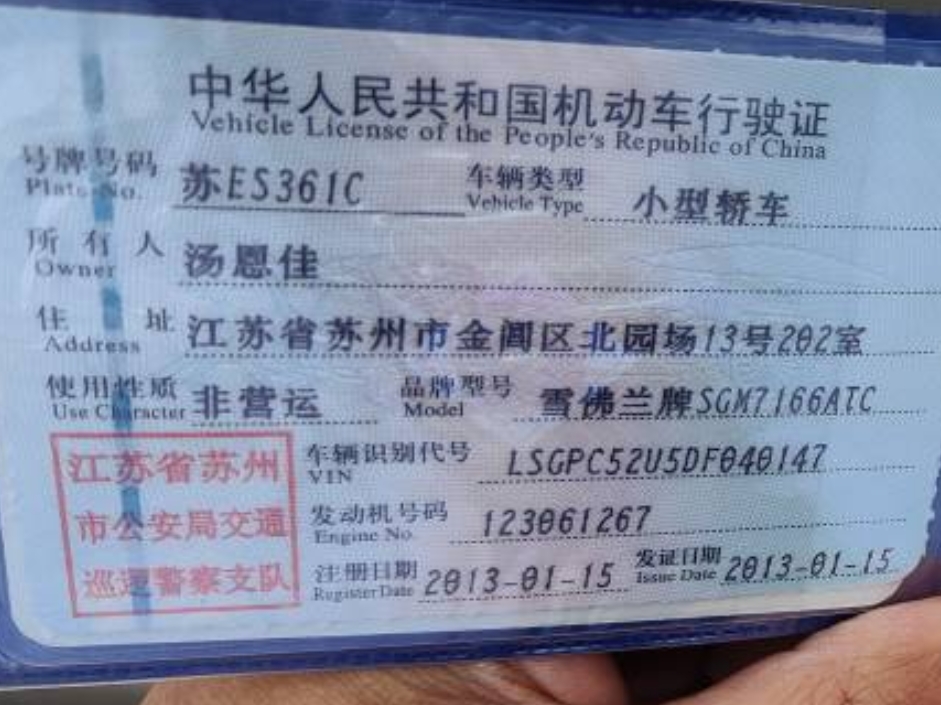 中华人民共和国机动车行驶证
Vehicle License of the People's Republic of China
号牌号码 苏ES361C 车辆类型 小型轿车
Plate No. Vehicle Type
所有人 汤恩佳
Owner
住址 江苏省苏州市金阊区北园场13号202室
Address
使用性质 非营运 品牌型号 雪佛兰牌SGM7166ATC
Use Character Model
江苏省苏州
市公安局交通
巡逻警察支队
车辆识别代号 LSGPC52U5DF040147
VIN
发动机号码 123061267
Engine No.
注册日期 2013-01-15 发证日期 2013-01-15
Register Date Issue Date